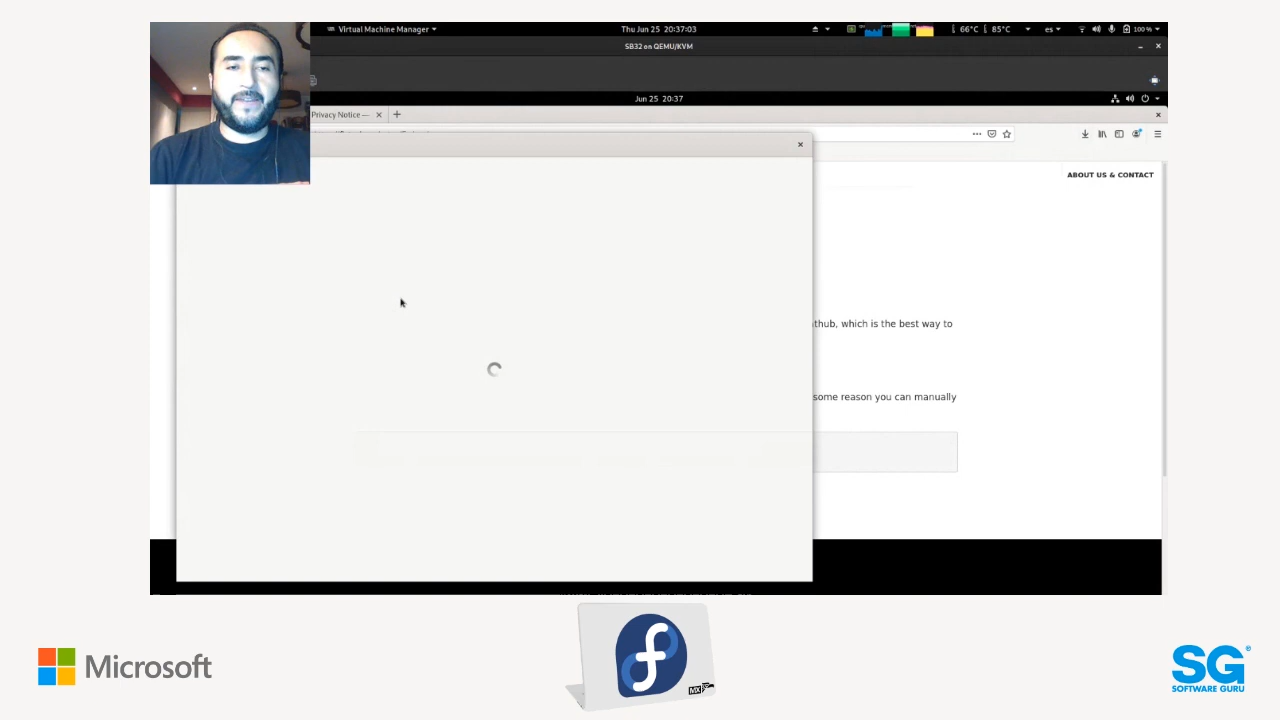 Virtual Machine Manager
Thu Jun 25 20:37:03
66°C 85°C
es
100 %
SB32 on QEMU/KVM
Jun 25 20:37
Privacy Notice —
ABOUT US & CONTACT
thub, which is the best way to
some reason you can manually
Microsoft
MX
SG
SOFTWARE GURU